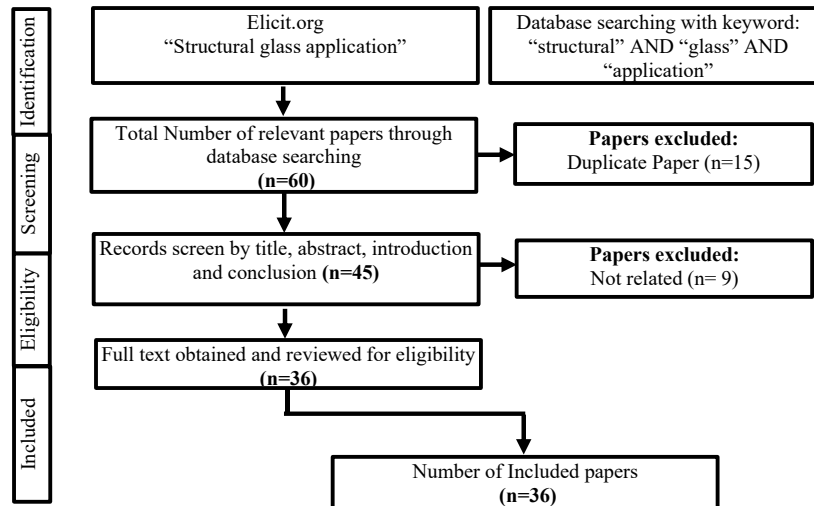 Identification
Elicit.org
“Structural glass application”
Database searching with keyword:
“structural” AND “glass” AND
“application”
Screening
Total Number of relevant papers through
database searching
(n=60)
Papers excluded:
Duplicate Paper (n=15)
Eligibility
Records screen by title, abstract, introduction
and conclusion (n=45)
Papers excluded:
Not related (n= 9)
Full text obtained and reviewed for eligibility
(n=36)
Included
Number of Included papers
(n=36)